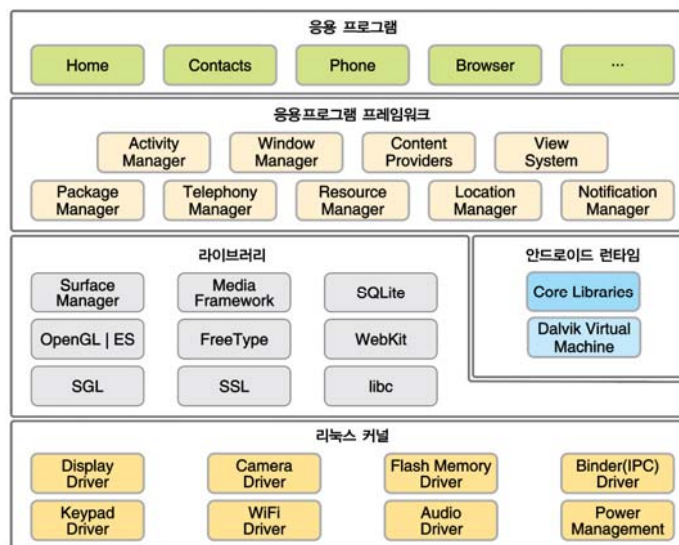 응용 프로그램
Home
Contacts
Phone
Browser
...
응용프로그램 프레임워크
Activity
Manager
Window
Manager
Content
Providers
View
System
Package
Manager
Telephony
Manager
Resource
Manager
Location
Manager
Notification
Manager
라이브러리
Surface
Manager
Media
Framework
SQLite
OpenGL | ES
FreeType
WebKit
SGL
SSL
libc
안드로이드 런타임
Core Libraries
Dalvik Virtual
Machine
리눅스 커널
Display
Driver
Camera
Driver
Flash Memory
Driver
Binder(IPC)
Driver
Keypad
Driver
WiFi
Driver
Audio
Driver
Power
Management